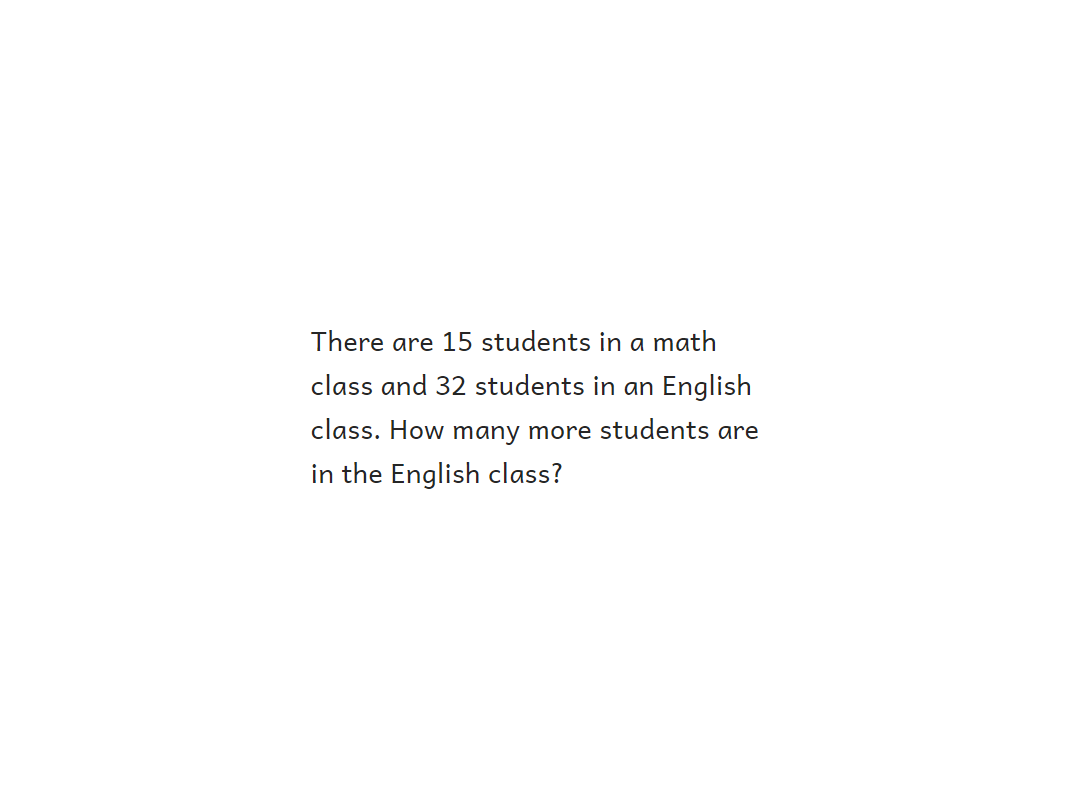 There are 15 students in a math
class and 32 students in an English
class. How many more students are
in the English class?